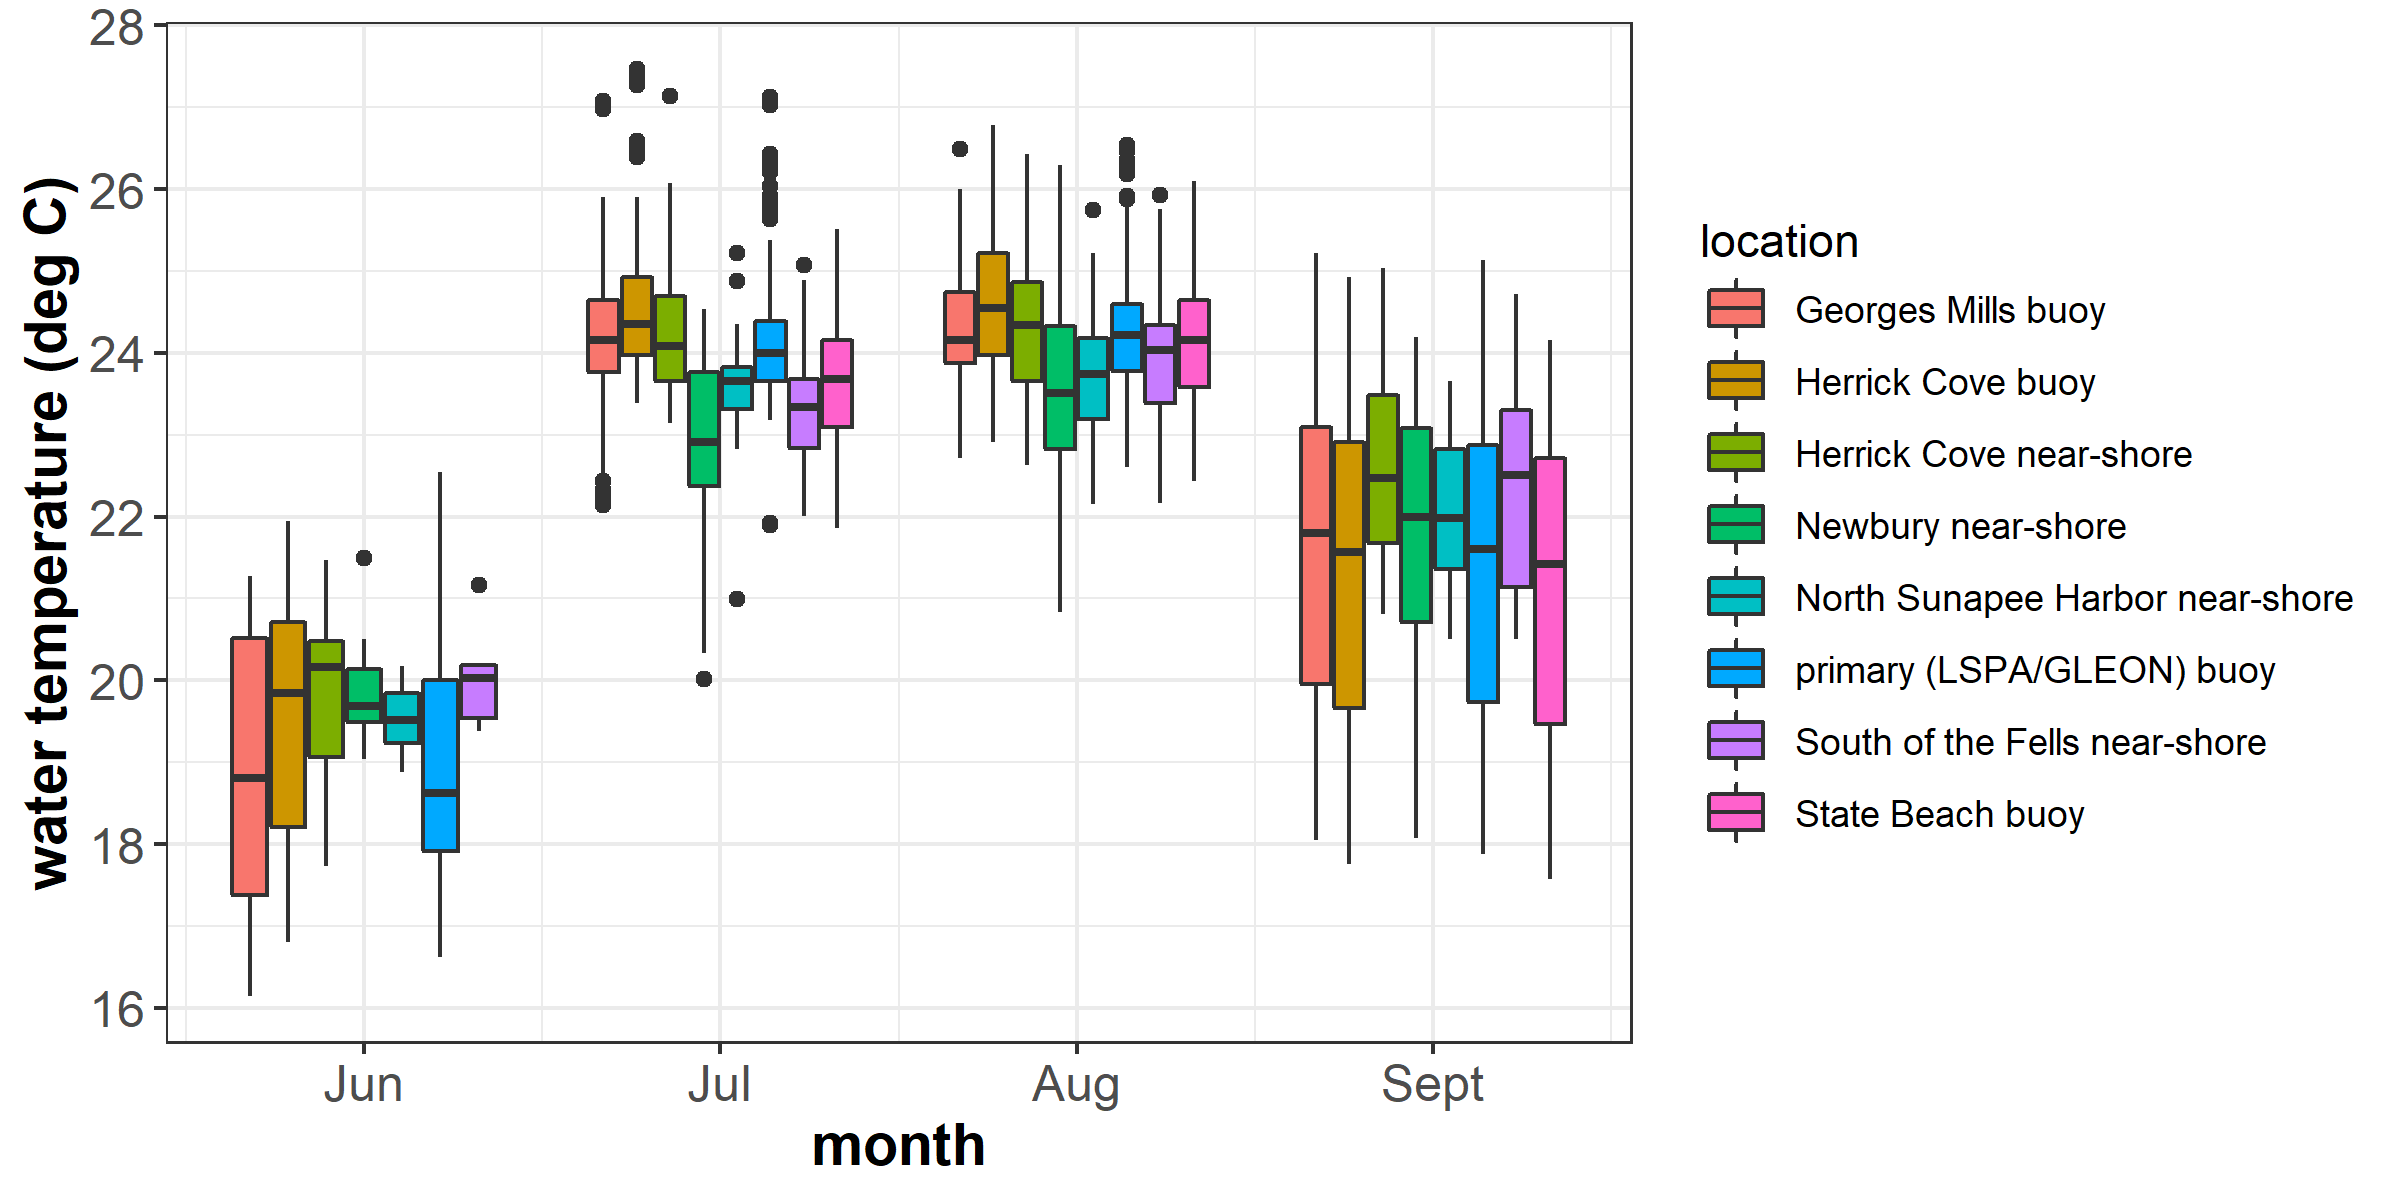 water temperature (deg C)
28
26
24
22
20
18
16
Jun
Jul
Aug
Sept
month
location
Georges Mills buoy
Herrick Cove buoy
Herrick Cove near-shore
Newbury near-shore
North Sunapee Harbor near-shore
primary (LSPA/GLEON) buoy
South of the Fells near-shore
State Beach buoy